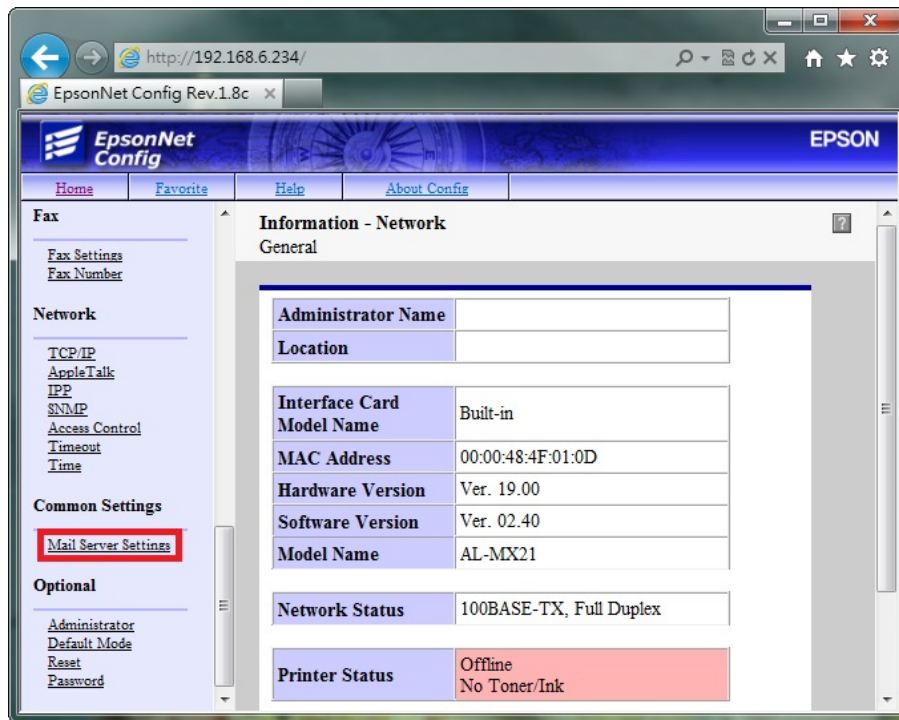 http://192.168.6.234/
EpsonNet Config Rev.1.8c
EpsonNet
Config
EPSON
Home
Favorite
Help
About Config
Fax
Fax Settings
Fax Number
Network
TCP/IP
AppleTalk
IPP
SNMP
Access Control
Timeout
Time
Common Settings
Mail Server Settings
Optional
Administrator
Default Mode
Reset
Password
Information - Network
General
?
Administrator Name
Location
Interface Card
Model Name
Built-in
MAC Address
00:00:48:4F:01:0D
Hardware Version
Ver. 19.00
Software Version
Ver. 02.40
Model Name
AL-MX21
Network Status
100BASE-TX, Full Duplex
Printer Status
Offline
No Toner/Ink